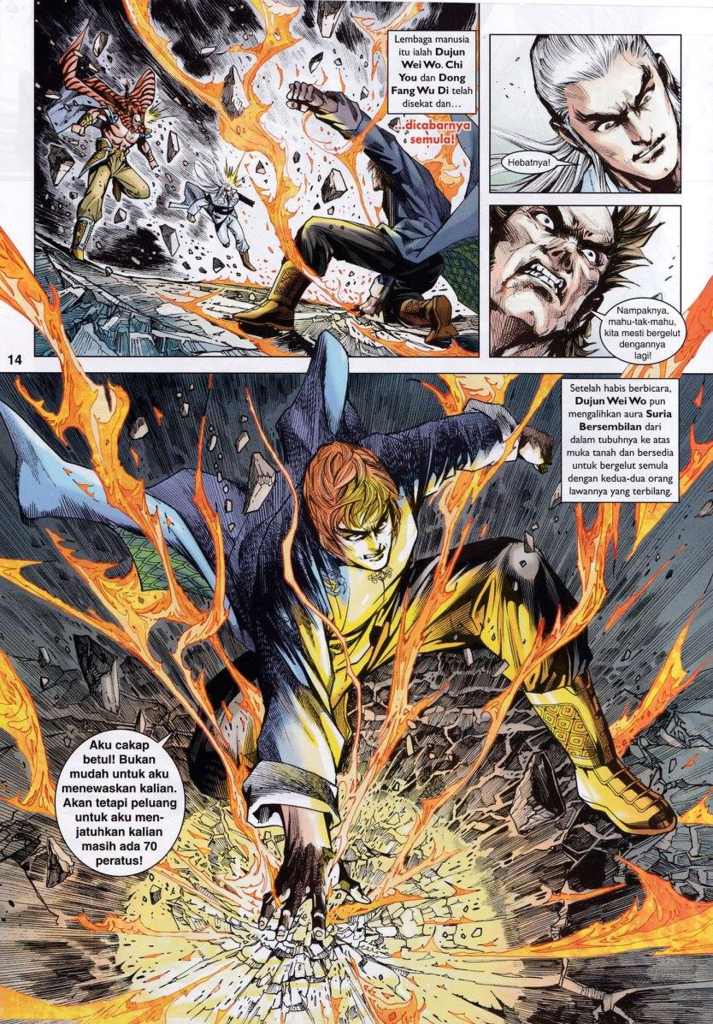 Lembaga manusia
itu ialah Dujun
Wei Wo. Chi
You dan Dong
Fang Wu Di telah
disekat dan...
...dicabarnya
semula!
Hebatnya!
Nampaknya,
mahu-tak-mahu,
kita mesti bergelut
dengannya
lagi!
14
Setelah habis berbicara,
Dujun Wei Wo pun
mengalihkan aura Suria
Bersembilan dari
dalam tubuhnya ke atas
muka tanah dan bersedia
untuk bergelut semula
dengan kedua-dua orang
lawannya yang terbilang.
Aku cakap
betul! Bukan
mudah untuk aku
menewaskan kalian.
Akan tetapi peluang
untuk aku men-
jatuhkan kalian
masih ada 70
peratus!